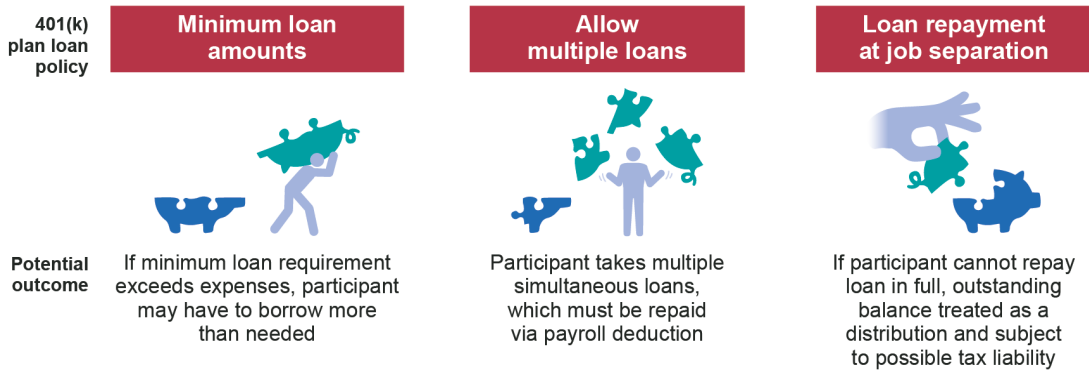 401(k)
plan loan
policy
Minimum loan
amounts
Allow
multiple loans
Loan repayment
at job separation
Potential
outcome
If minimum loan requirement
exceeds expenses, participant
may have to borrow more
than needed
Participant takes multiple
simultaneous loans,
which must be repaid
via payroll deduction
If participant cannot repay
loan in full, outstanding
balance treated as a
distribution and subject
to possible tax liability